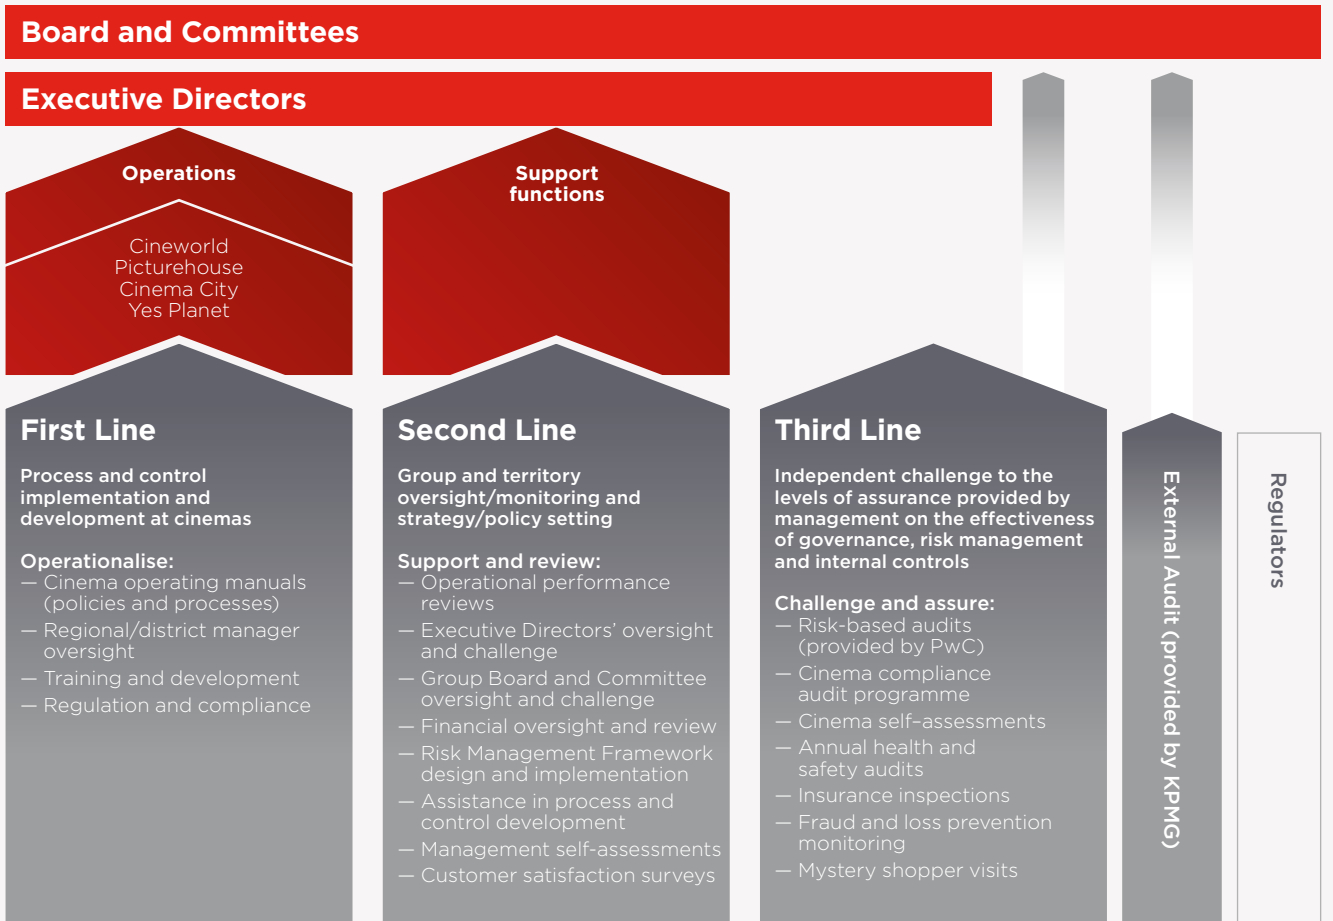 Board and Committees
Executive Directors
Operations
Cineworld
Picturehouse
Cinema City
Yes Planet
Support
functions
First Line
Process and control
implementation and
development at cinemas
Operationalise:
— Cinema operating manuals
(policies and processes)
— Regional/district manager
oversight
— Training and development
— Regulation and compliance
Second Line
Group and territory
oversight/monitoring and
strategy/policy setting
Support and review:
— Operational performance
reviews
— Executive Directors’ oversight
and challenge
— Group Board and Committee
oversight and challenge
— Financial oversight and review
— Risk Management Framework
design and implementation
— Assistance in process and
control development
— Management self-assessments
— Customer satisfaction surveys
Third Line
Independent challenge to the
levels of assurance provided by
management on the effectiveness
of governance, risk management
and internal controls
Challenge and assure:
— Risk-based audits
(provided by PwC)
— Cinema compliance
audit programme
— Cinema self–assessments
— Annual health and
safety audits
— Insurance inspections
— Fraud and loss prevention
monitoring
— Mystery shopper visits
External Audit (provided by KPMG)
Regulators